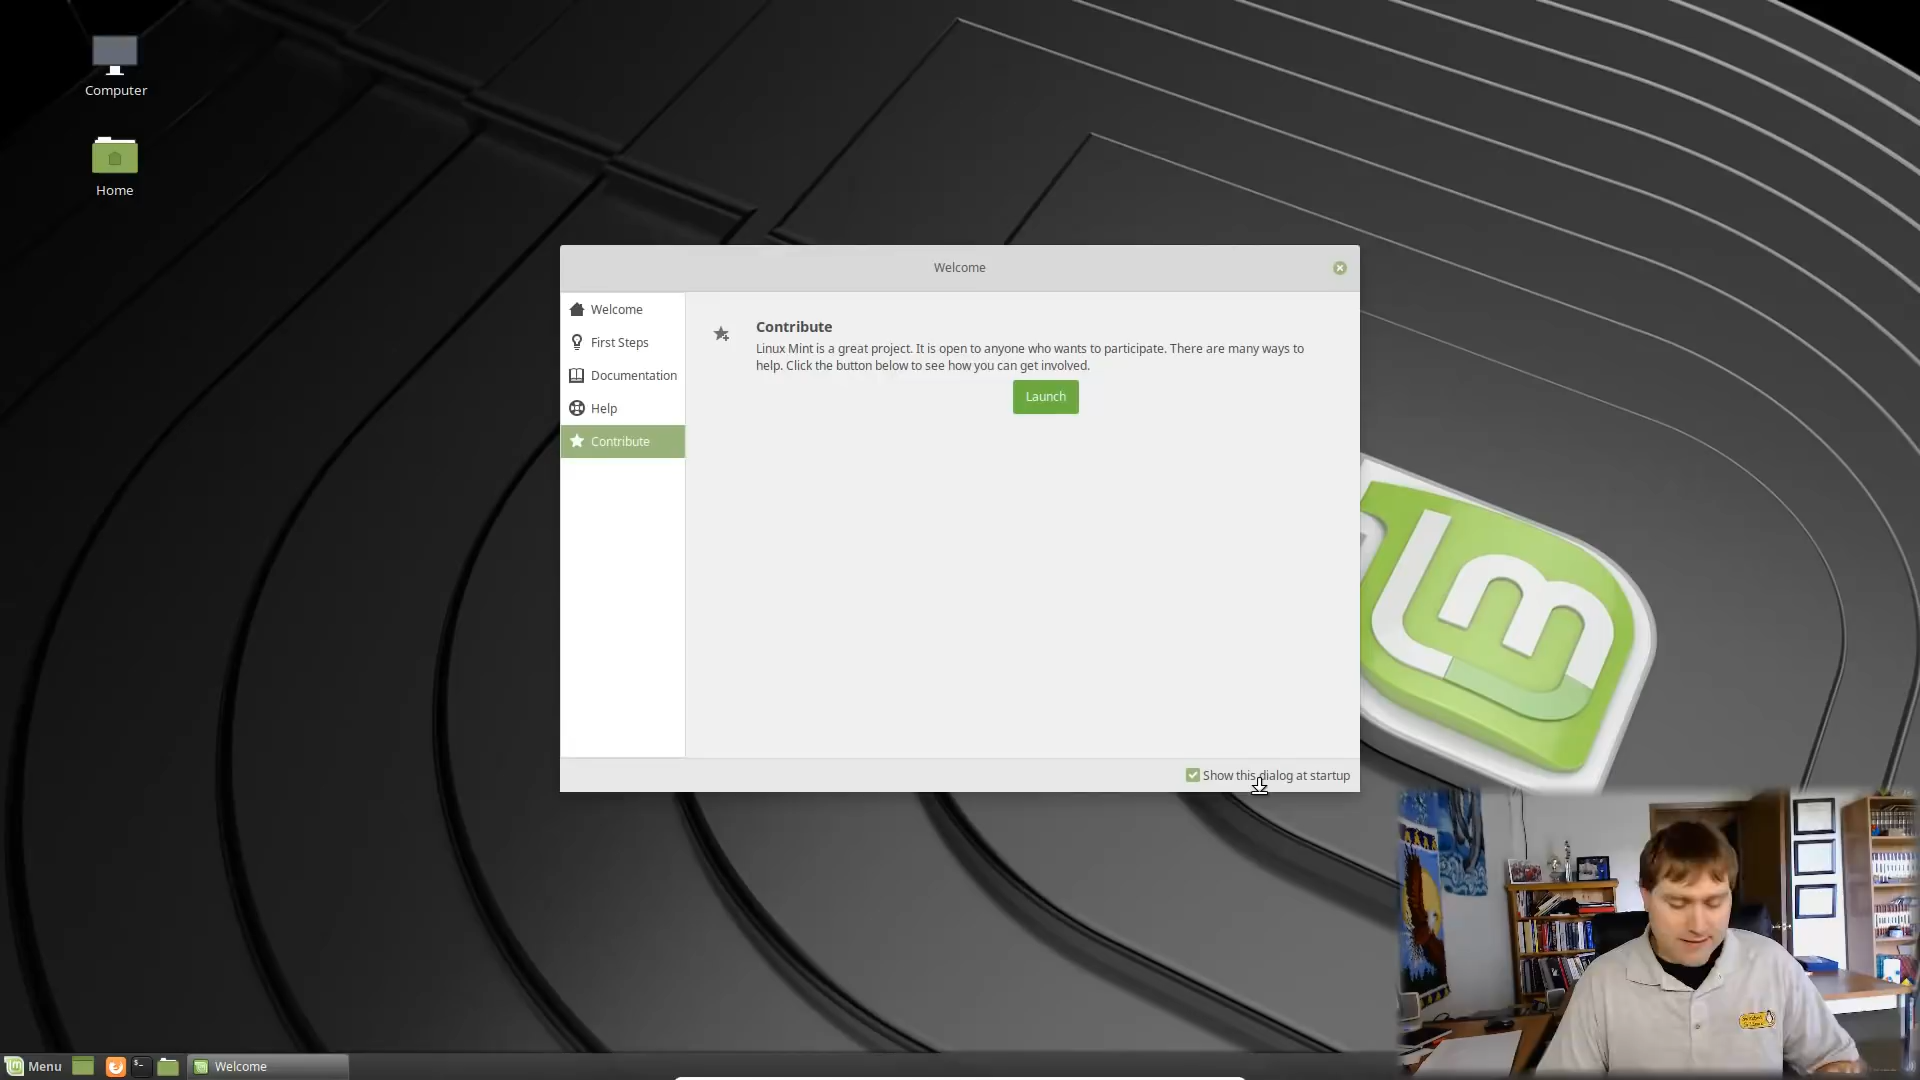 Computer
Home
Welcome
Welcome
First Steps
Documentation
Help
Contribute
Contribute
Linux Mint is a great project. It is open to anyone who wants to participate. There are many ways to
help. Click the button below to see how you can get involved.
Launch
Show this dialog at startup
Menu
Welcome